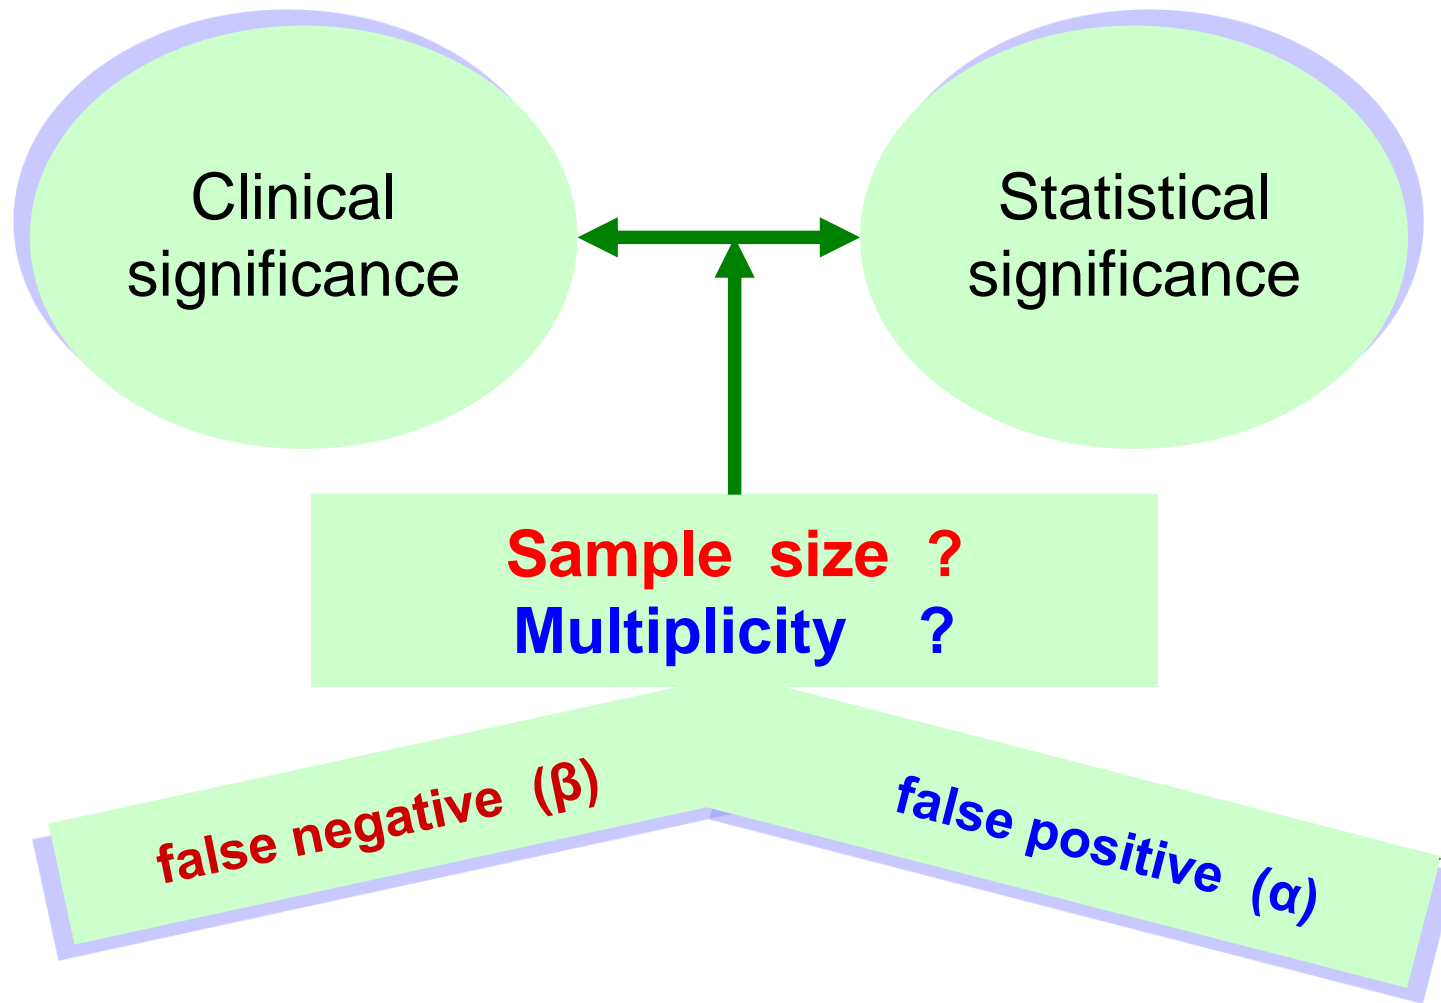 Clinical
significance
Statistical
significance
Sample size ?
Multiplicity ?
false negative (β)
false positive (α)